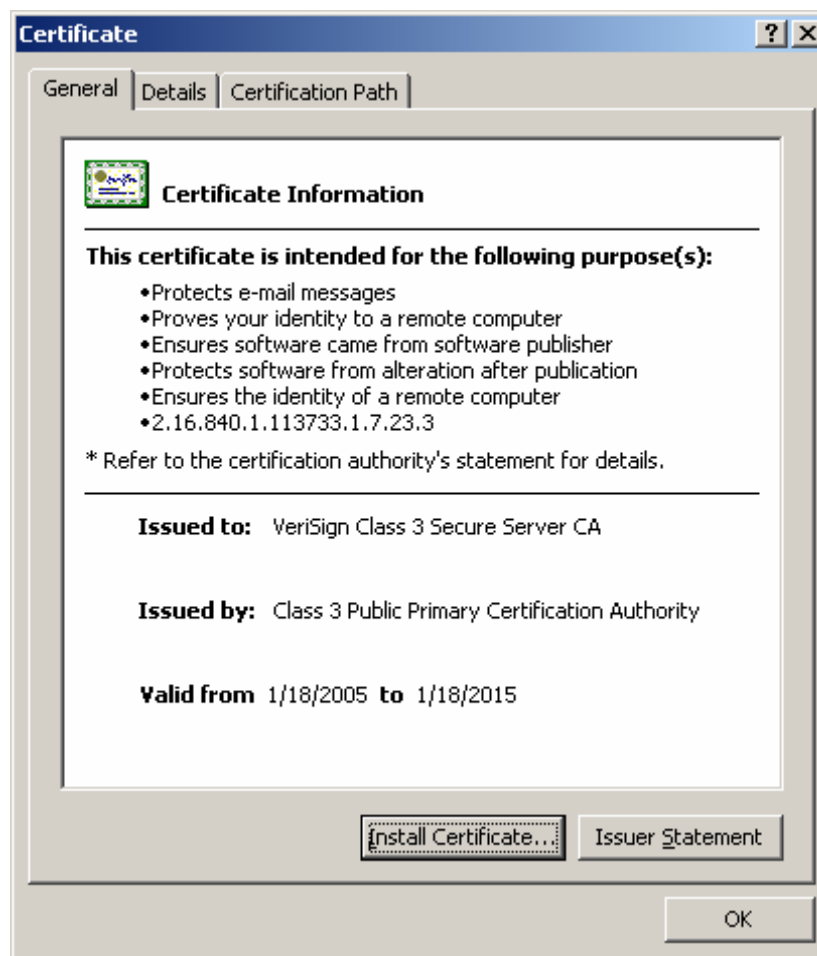 Certificate
General Details Certification Path
Certificate Information
This certificate is intended for the following purpose(s):
•Protects e-mail messages
•Proves your identity to a remote computer
•Ensures software came from software publisher
•Protects software from alteration after publication
•Ensures the identity of a remote computer
•2.16.840.1.113733.1.7.23.3
* Refer to the certification authority's statement for details.
Issued to: VeriSign Class 3 Secure Server CA
Issued by: Class 3 Public Primary Certification Authority
Valid from 1/18/2005 to 1/18/2015
Install Certificate... Issuer Statement
OK